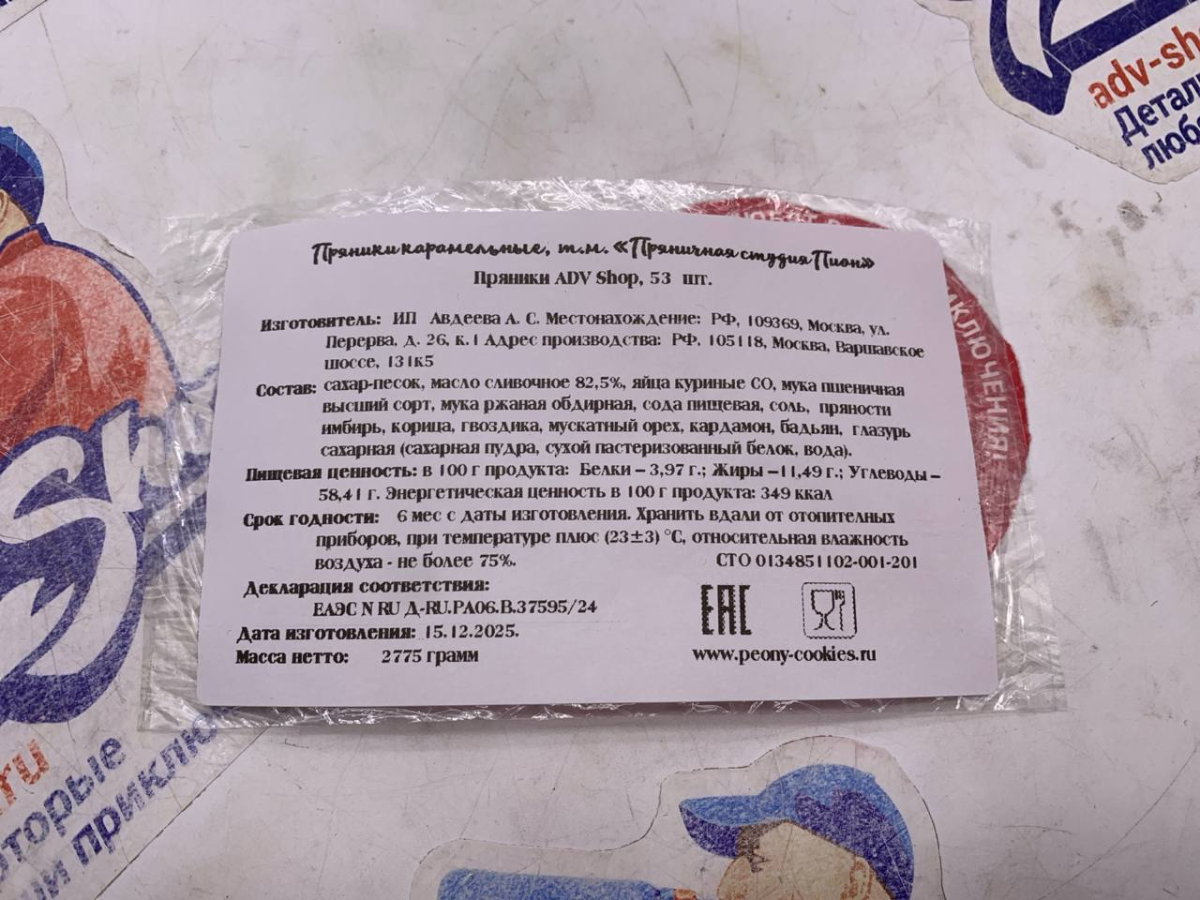 adv-sh
Детал
люб
Пряники карамельные, т.м. «Пряничная студия Пион»
Пряники ADV Shop, 53 шт.
Изготовитель: ИП Авдеева А. С. Местонахождение: РФ, 109369, Москва, ул.
Перерва, д. 26, к.1 Адрес производства: РФ, 105118, Москва, Варшавское
шоссе, 131к5
Состав: сахар-песок, масло сливочное 82,5%, яйца куриные СО, мука пшеничная
высший сорт, мука ржаная обдирная, сода пищевая, соль, пряности
имбирь, корица, гвоздика, мускатный орех, кардамон, бадьян, глазурь
сахарная (сахарная пудра, сухой пастеризованный белок, вода).
Пищевая ценность: в 100 г продукта: Белки – 3,97 г.; Жиры –11,49 г.; Углеводы –
58,41 г. Энергетическая ценность в 100 г продукта: 349 ккал
Срок годности: 6 мес с даты изготовления. Хранить вдали от отопителных
приборов, при температуре плюс (23±3) °С, относительная влажность
воздуха - не более 75%. СТО 0134851102-001-201
Декларация соответствия:
ЕАЭС N RU Д-RU.РА06.В.37595/24
Дата изготовления: 15.12.2025.
Масса нетто: 2775 грамм
EAC
www.peony-cookies.ru
КЛЮЧЕНИЯ!
Sh
.ru
оторые
ои приклю